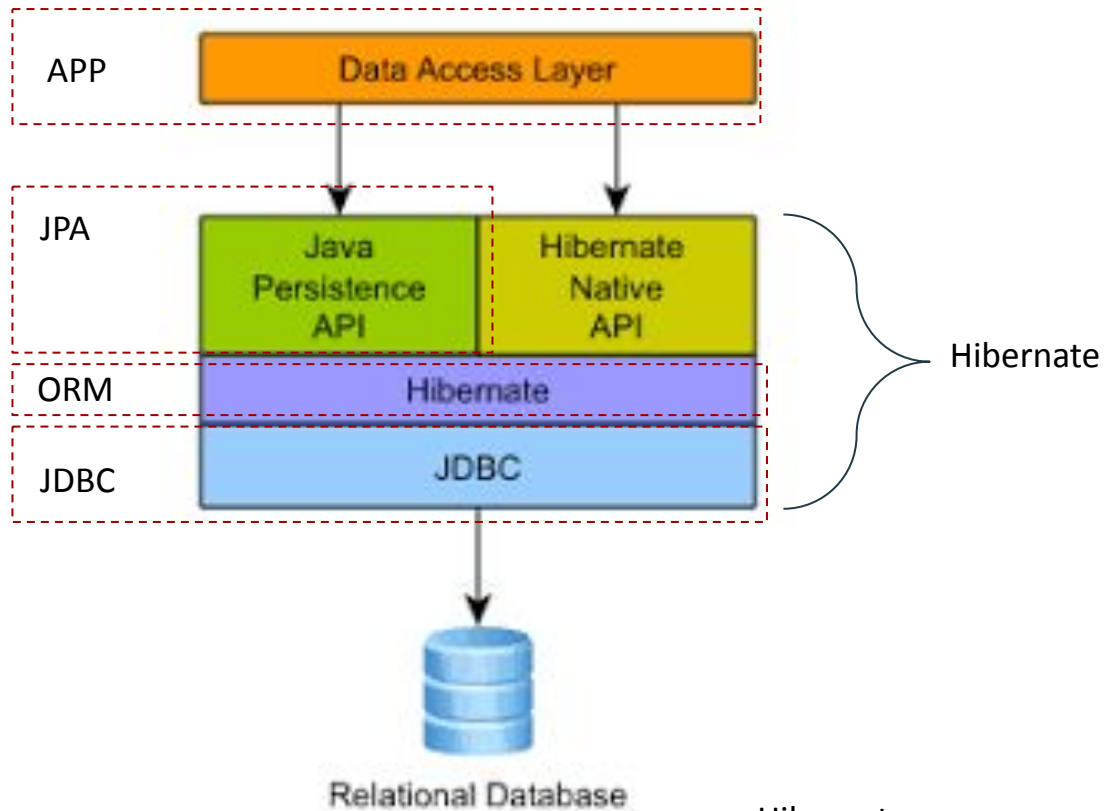 APP
Data Access Layer
JPA
Java
Persistence
API
Hibernate
Native
API
Hibernate
ORM
Hibernate
JDBC
JDBC
Relational Database